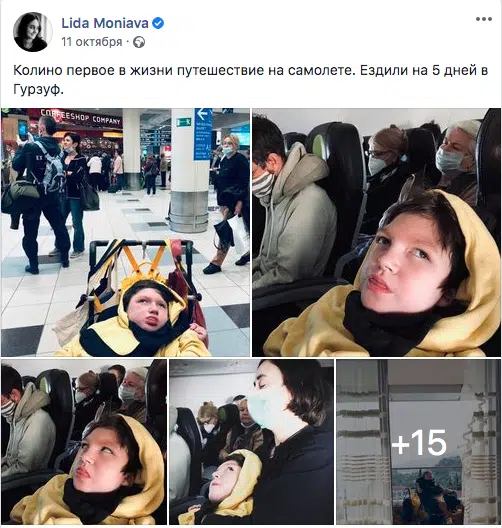 Lida Moniava
11 октября
Колино первое в жизни путешествие на самолете. Ездили на 5 дней в
Гурзуф.
COFFEESHOP COMPANY
+15